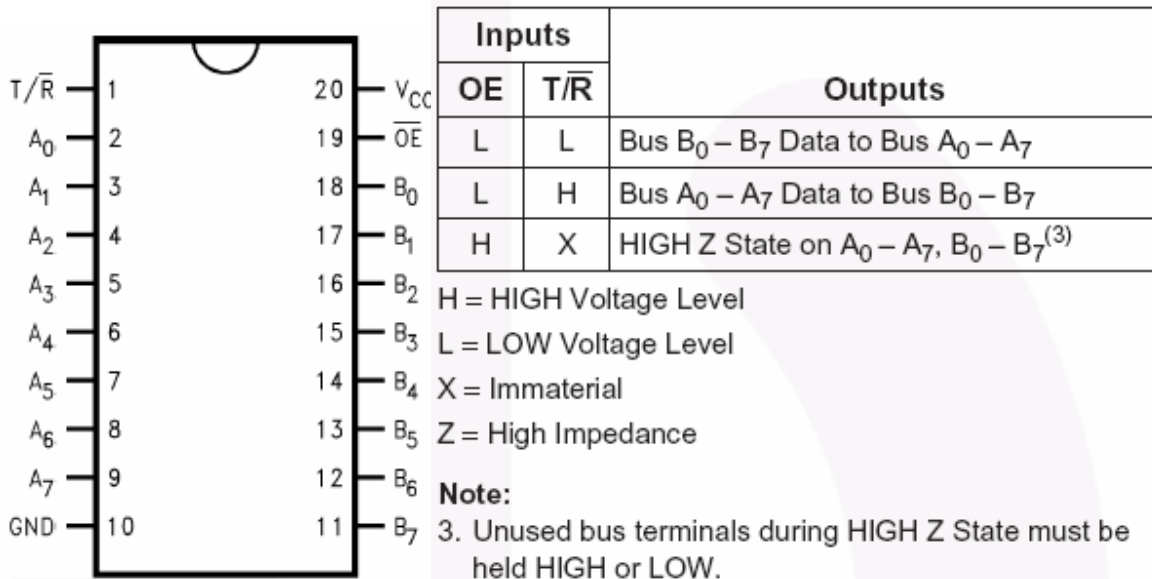 T/R̅ 1 20 VCC
A0 2 19 O̅E̅
A1 3 18 B0
A2 4 17 B1
A3 5 16 B2
A4 6 15 B3
A5 7 14 B4
A6 8 13 B5
A7 9 12 B6
GND 10 11 B7
Inputs
OE T/R̅ Outputs
L L Bus B0 – B7 Data to Bus A0 – A7
L H Bus A0 – A7 Data to Bus B0 – B7
H X HIGH Z State on A0 – A7, B0 – B7(3)
H = HIGH Voltage Level
L = LOW Voltage Level
X = Immaterial
Z = High Impedance
Note:
3. Unused bus terminals during HIGH Z State must be
held HIGH or LOW.